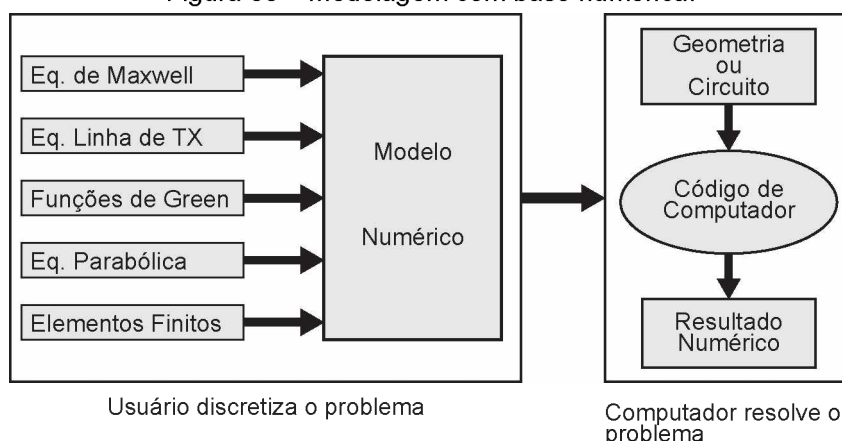 Eq. de Maxwell
Eq. Linha de TX
Funções de Green
Eq. Parabólica
Elementos Finitos
Modelo
Numérico
Geometria
ou
Circuito
Código de
Computador
Resultado
Numérico
Usuário discretiza o problema
Computador resolve o
problema